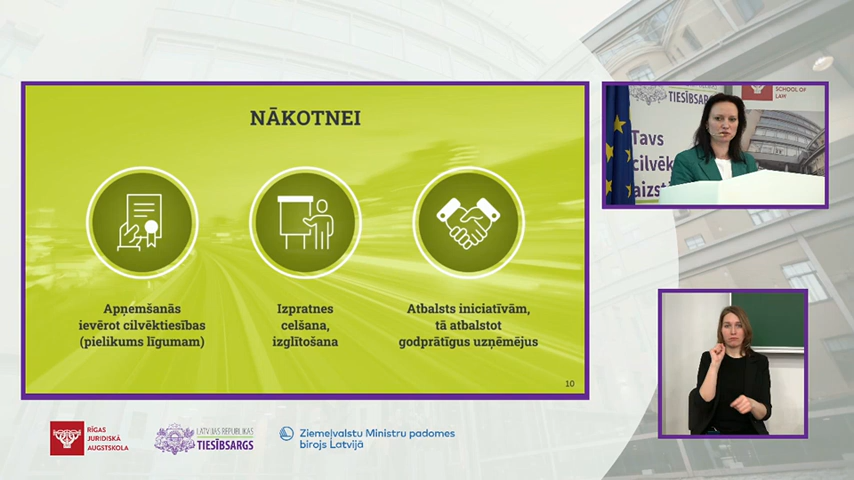 NĀKOTNEI
Apņemšanās
ievērot cilvēktiesības
(pielikums līgumam)
Izpratnes
celšana,
izglītošana
Atbalsts iniciatīvām,
tā atbalstot
godprātīgus uzņēmējus
10
TIESĪBSARGS
SCHOOL OF
LAW
Tavs
cilvēk
aizst
RĪGAS
JURIDISKĀ
AUGSTSKOLA
LATVIJAS REPUBLIKAS
TIESĪBSARGS
Ziemeļvalstu Ministru padomes
birojs Latvijā